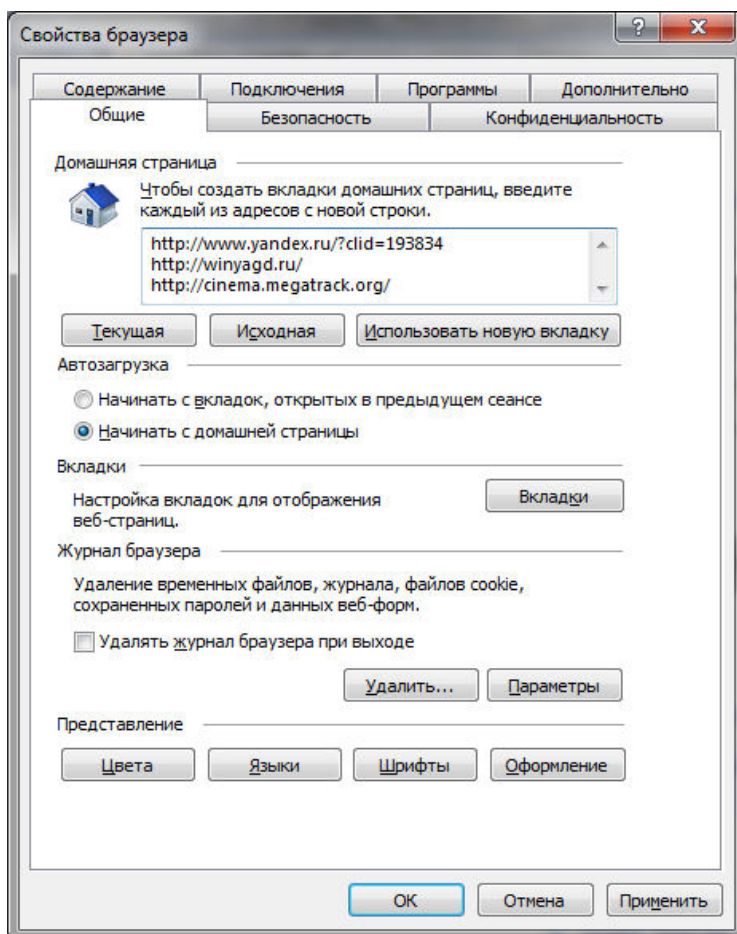 Свойства браузера
Содержание Подключения Программы Дополнительно
Общие Безопасность Конфиденциальность
Домашняя страница
Чтобы создать вкладки домашних страниц, введите
каждый из адресов с новой строки.
http://www.yandex.ru/?clid=193834
http://winyagd.ru/
http://cinema.megatrack.org/
Текущая Исходная Использовать новую вкладку
Автозагрузка
Начинать с вкладок, открытых в предыдущем сеансе
Начинать с домашней страницы
Вкладки
Настройка вкладок для отображения
веб-страниц.
Вкладки
Журнал браузера
Удаление временных файлов, журнала, файлов cookie,
сохраненных паролей и данных веб-форм.
Удалять журнал браузера при выходе
Удалить... Параметры
Представление
Цвета Языки Шрифты Оформление
ОК Отмена Применить